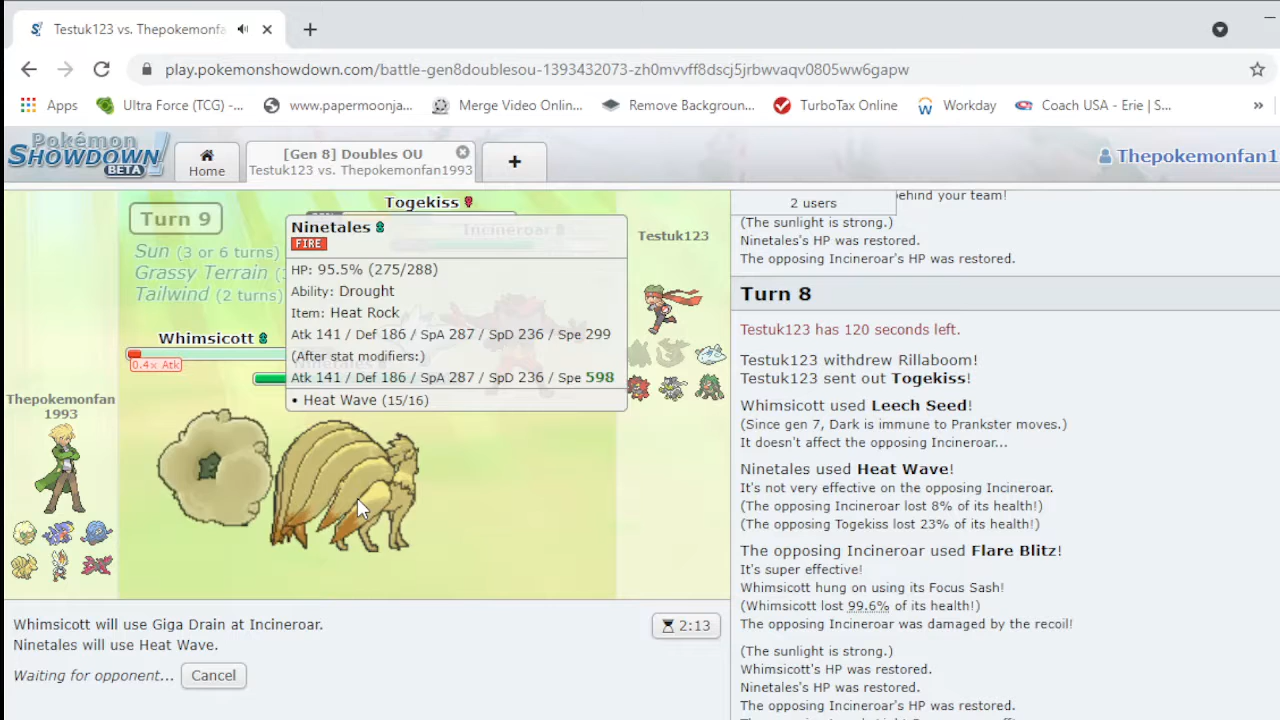 Testuk123 vs. Thepokemonfa
play.pokemonshowdown.com/battle-gen8doublesou-1393432073-zh0mvvff8dscj5jrbwvaqv0805ww6gapw
Apps
Ultra Force (TCG) -...
www.papermoonja...
Merge Video Onlin...
Remove Backgroun...
TurboTax Online
Workday
Coach USA - Erie | S...
»
Pokémon
SHOWDOWN!
BETA
Home
[Gen 8] Doubles OU
Testuk123 vs. Thepokemonfan1993
Thepokemonfan1
Turn 9
Sun (3 or 6 turns)
Grassy Terrain (
Tailwind (2 turns)
Togekiss
Incineroar
Testuk123
Whimsicott
0.4× Atk
Thepokemonfan
1993
Ninetales
FIRE
HP: 95.5% (275/288)
Ability: Drought
Item: Heat Rock
Atk 141 / Def 186 / SpA 287 / SpD 236 / Spe 299
(After stat modifiers:)
Atk 141 / Def 186 / SpA 287 / SpD 236 / Spe 598
• Heat Wave (15/16)
Whimsicott will use Giga Drain at Incineroar.
Ninetales will use Heat Wave.
Waiting for opponent... Cancel
2:13
2 users
ehind your team!
(The sunlight is strong.)
Ninetales's HP was restored.
The opposing Incineroar's HP was restored.
Turn 8
Testuk123 has 120 seconds left.
Testuk123 withdrew Rillaboom!
Testuk123 sent out Togekiss!
Whimsicott used Leech Seed!
(Since gen 7, Dark is immune to Prankster moves.)
It doesn't affect the opposing Incineroar...
Ninetales used Heat Wave!
It's not very effective on the opposing Incineroar.
(The opposing Incineroar lost 8% of its health!)
(The opposing Togekiss lost 23% of its health!)
The opposing Incineroar used Flare Blitz!
It's super effective!
Whimsicott hung on using its Focus Sash!
(Whimsicott lost 99.6% of its health!)
The opposing Incineroar was damaged by the recoil!
(The sunlight is strong.)
Whimsicott's HP was restored.
Ninetales's HP was restored.
The opposing Incineroar's HP was restored.